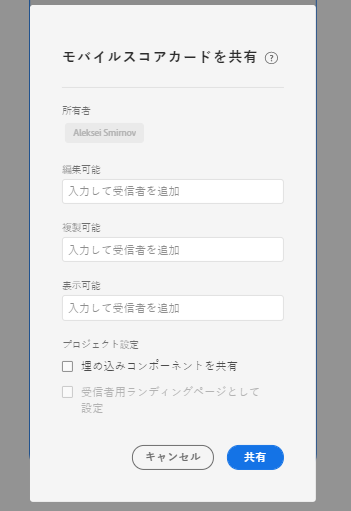 モバイルスコアカードを共有 ?
所有者
Aleksei Smirnov
編集可能
入力して受信者を追加
複製可能
入力して受信者を追加
表示可能
入力して受信者を追加
プロジェクト設定
埋め込みコンポーネントを共有
受信者用ランディングページとして
設定
キャンセル 共有